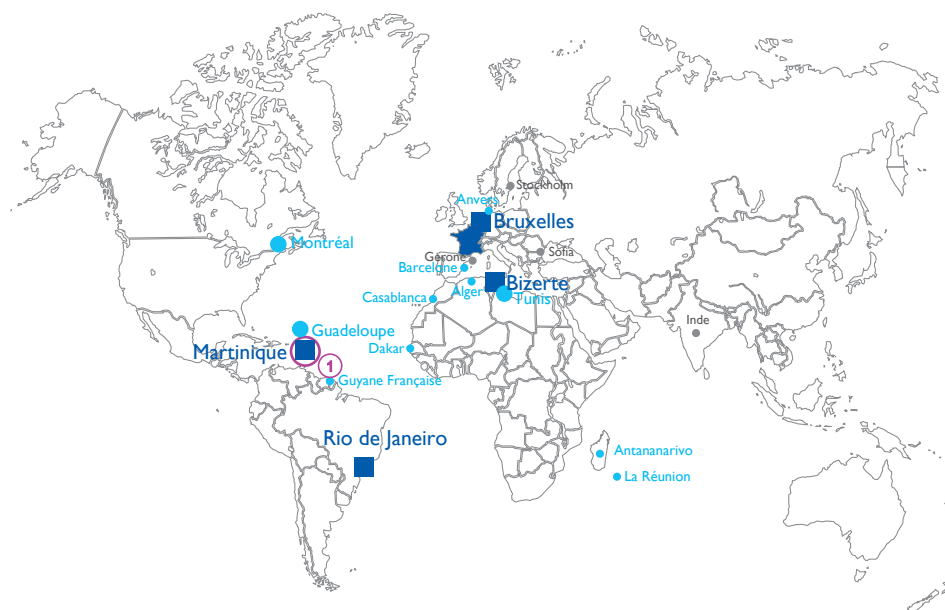 Stockholm
Anvers
Bruxelles
Montréal
Gérone
Sofia
Barcelone
Alger
Bizerte
Tunis
Casablanca
Inde
Guadeloupe
Dakar
Martinique
1
Guyane Française
Rio de Janeiro
Antananarivo
La Réunion